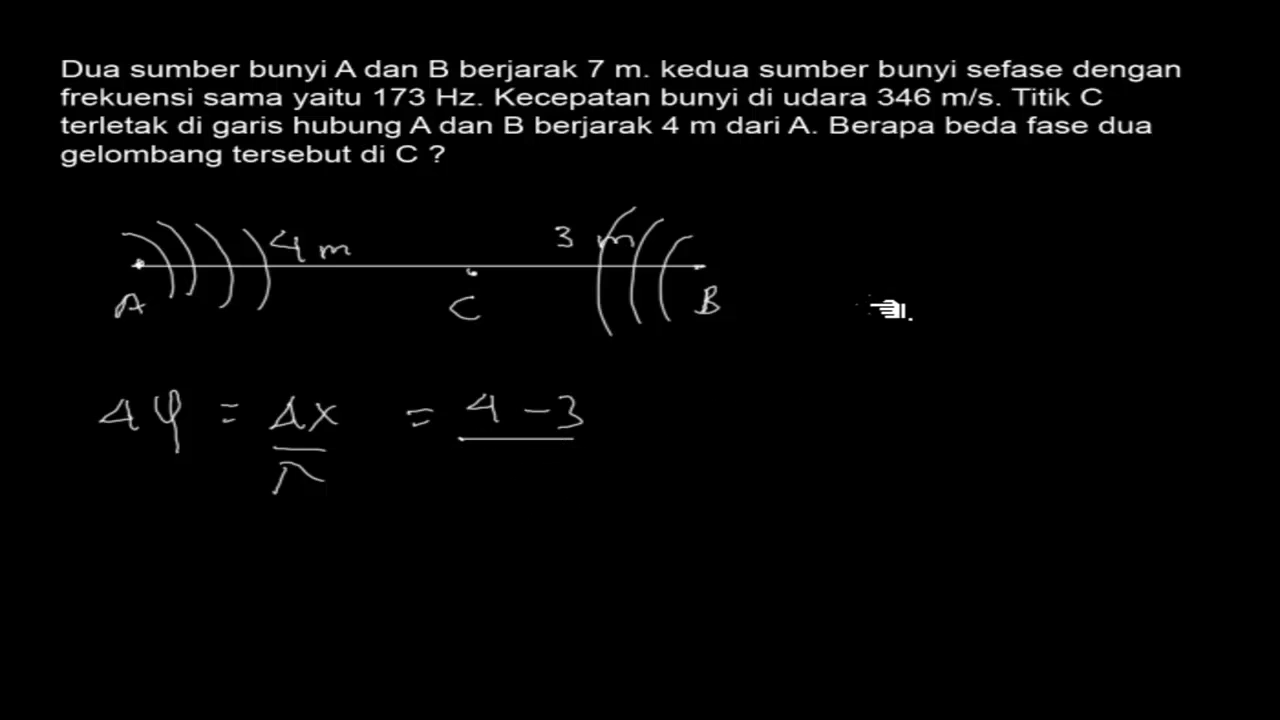 Dua sumber bunyi A dan B berjarak 7 m. kedua sumber bunyi sefase dengan
frekuensi sama yaitu 173 Hz. Kecepatan bunyi di udara 346 m/s. Titik C
terletak di garis hubung A dan B berjarak 4 m dari A. Berapa beda fase dua
gelombang tersebut di C ?
4 m 3 m
A C B
Δφ = Δx/λ = 4 - 3